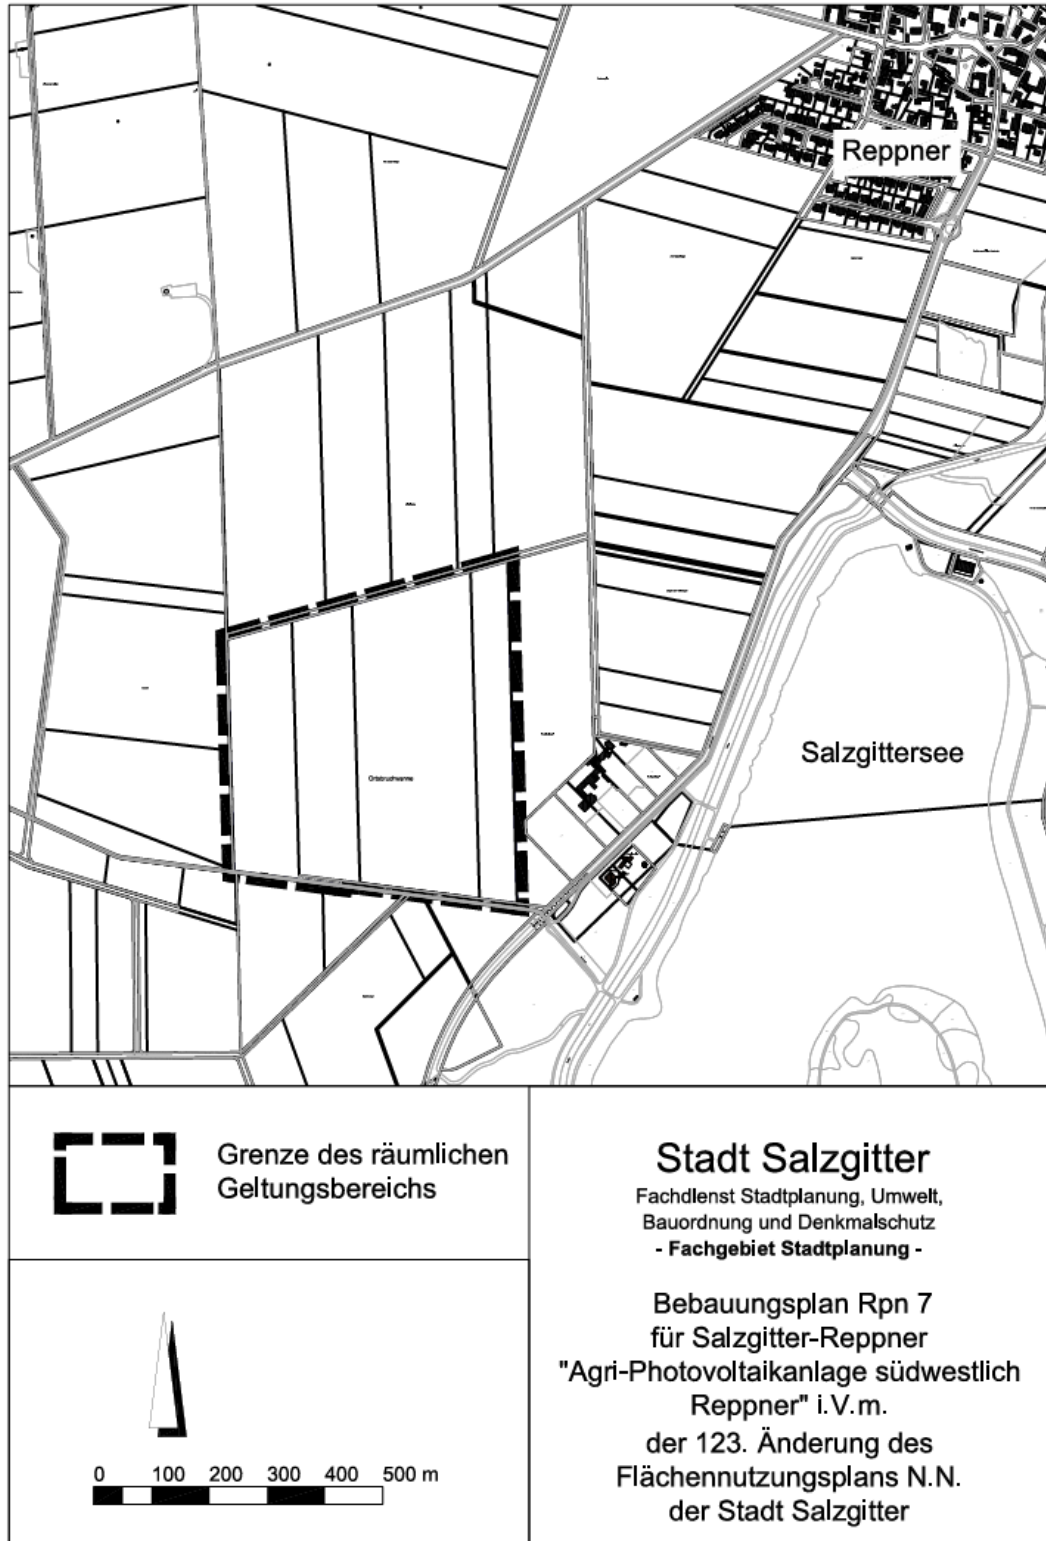 Reppner
Salzgittersee
Grenze des räumlichen
Geltungsbereichs
Stadt Salzgitter
Fachdienst Stadtplanung, Umwelt,
Bauordnung und Denkmalschutz
- Fachgebiet Stadtplanung -
Bebauungsplan Rpn 7
für Salzgitter-Reppner
"Agri-Photovoltaikanlage südwestlich
Reppner" i.V.m.
der 123. Änderung des
Flächennutzungsplans N.N.
der Stadt Salzgitter
0 100 200 300 400 500 m